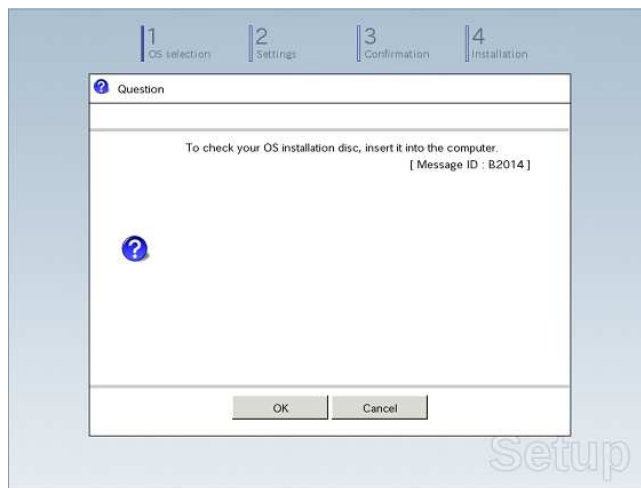 1 2 3 4
OS selection Settings Confirmation Installation
Question
To check your OS installation disc, insert it into the computer.
[ Message ID : B2014 ]
OK Cancel
Setup